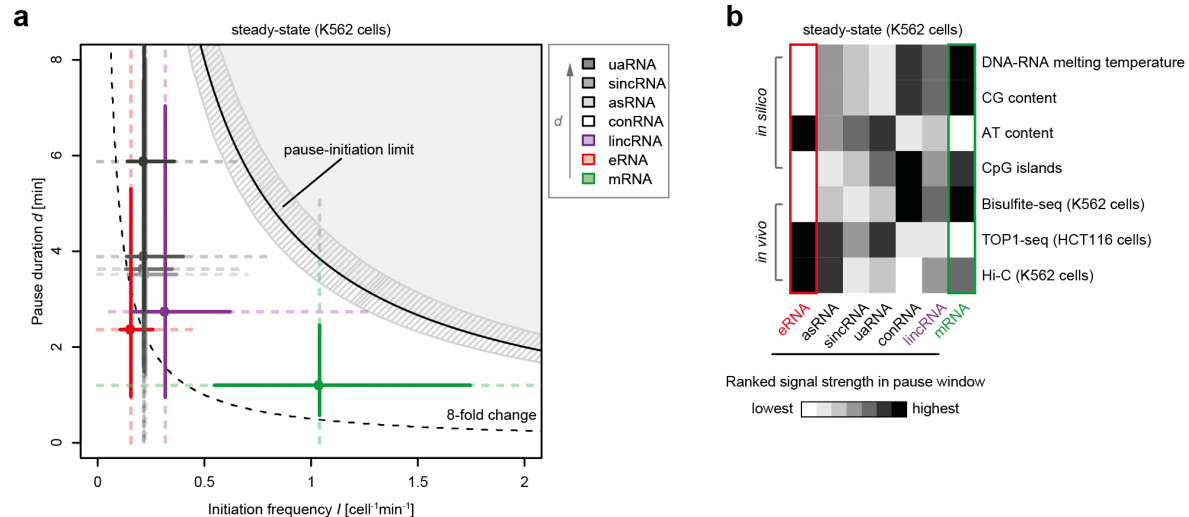 a
steady-state (K562 cells)
8
6
4
2
0
Pause duration d [min]
pause-initiation limit
8-fold change
0
0.5
1
1.5
2
Initiation frequency I [cell⁻¹min⁻¹]
uaRNA
sincRNA
asRNA
conRNA
lincRNA
eRNA
mRNA
d
b
steady-state (K562 cells)
in silico
in vivo
DNA-RNA melting temperature
CG content
AT content
CpG islands
Bisulfite-seq (K562 cells)
TOP1-seq (HCT116 cells)
Hi-C (K562 cells)
eRNA
asRNA
sincRNA
uaRNA
conRNA
lincRNA
mRNA
Ranked signal strength in pause window
lowest
highest